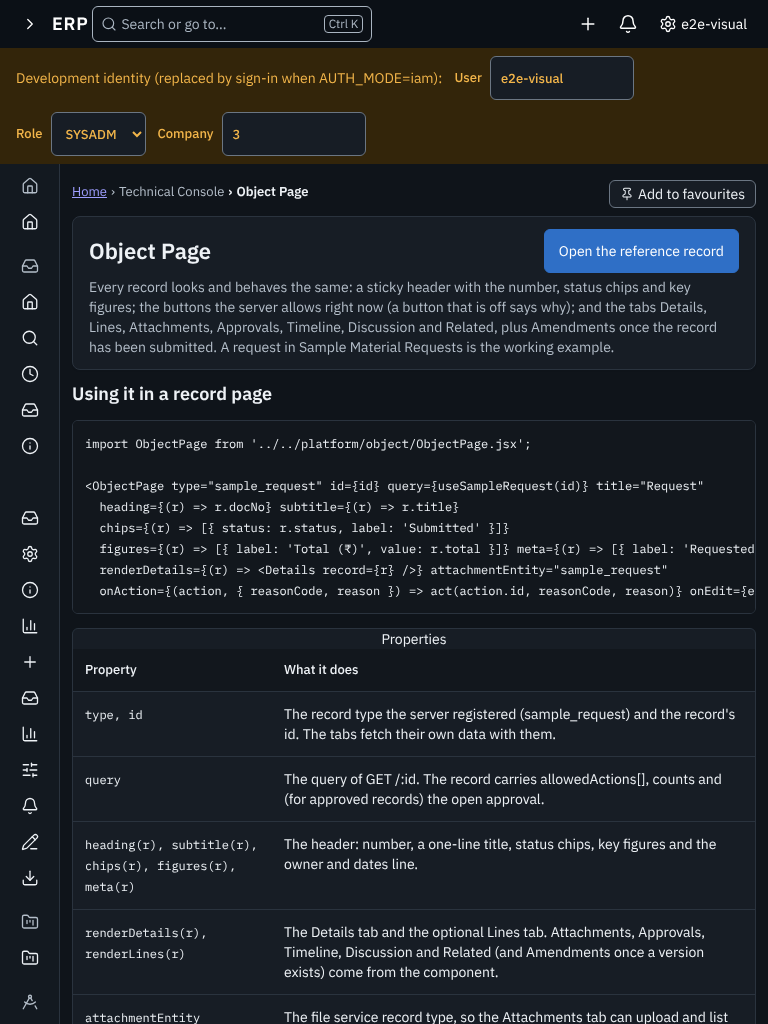 ERP
Search or go to...
Ctrl K
e2e-visual
Development identity (replaced by sign-in when AUTH_MODE=iam):
User
e2e-visual
Role
SYSADM
Company
3
Home › Technical Console › Object Page
Add to favourites
Object Page
Open the reference record
Every record looks and behaves the same: a sticky header with the number, status chips and key
figures; the buttons the server allows right now (a button that is off says why); and the tabs Details,
Lines, Attachments, Approvals, Timeline, Discussion and Related, plus Amendments once the record
has been submitted. A request in Sample Material Requests is the working example.
Using it in a record page
import ObjectPage from '../../platform/object/ObjectPage.jsx';
<ObjectPage type="sample_request" id={id} query={useSampleRequest(id)} title="Request"
heading={(r) => r.docNo} subtitle={(r) => r.title}
chips={(r) => [{ status: r.status, label: 'Submitted' }]}
figures={(r) => [{ label: 'Total (₹)', value: r.total }]} meta={(r) => [{ label: 'Requested
renderDetails={(r) => <Details record={r} />} attachmentEntity="sample_request"
onAction={(action, { reasonCode, reason }) => act(action.id, reasonCode, reason)} onEdit={e
Properties
Property
What it does
type, id
The record type the server registered (sample_request) and the record's
id. The tabs fetch their own data with them.
query
The query of GET /:id. The record carries allowedActions[], counts and
(for approved records) the open approval.
heading(r), subtitle(r),
chips(r), figures(r),
meta(r)
The header: number, a one-line title, status chips, key figures and the
owner and dates line.
renderDetails(r),
renderLines(r)
The Details tab and the optional Lines tab. Attachments, Approvals,
Timeline, Discussion and Related (and Amendments once a version
exists) come from the component.
attachmentEntity
The file service record type, so the Attachments tab can upload and list